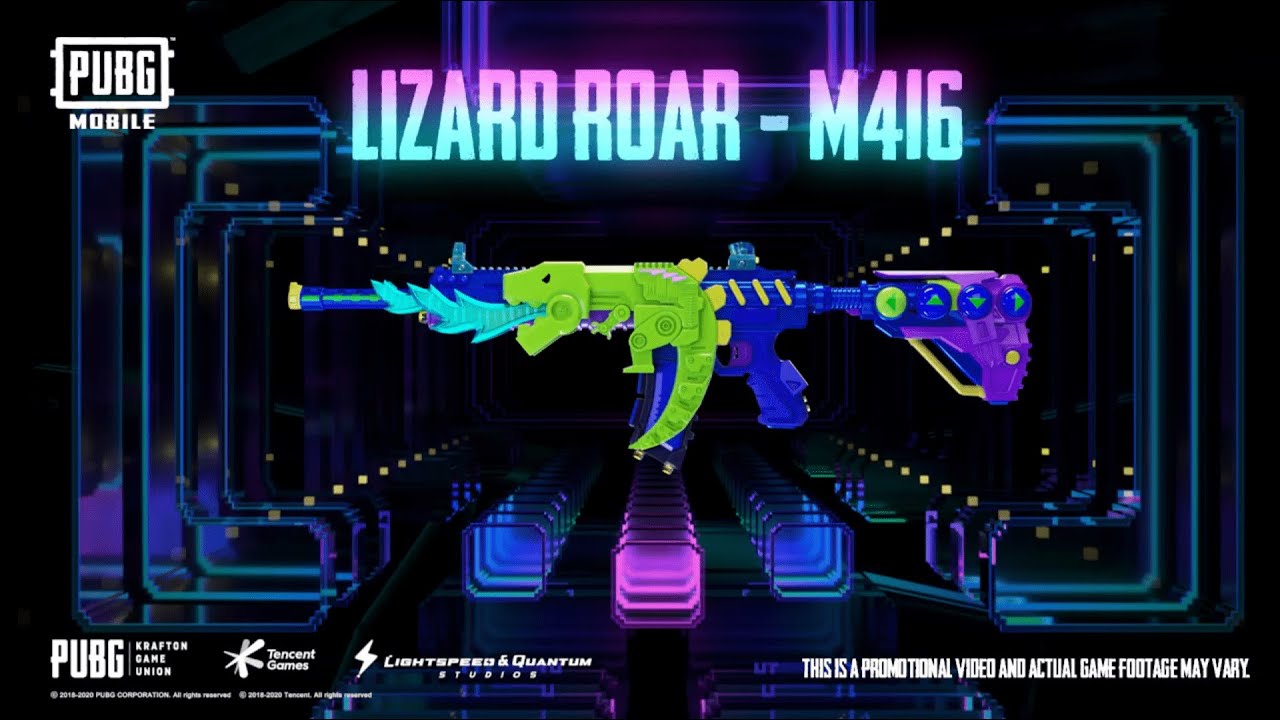 PUBG
MOBILE
LIZARD ROAR - M416
PUBG
KRAFTON
GAME
UNION
Tencent
Games
LIGHTSPEED & QUANTUM
STUDIOS
THIS IS A PROMOTIONAL VIDEO AND ACTUAL GAME FOOTAGE MAY VARY.
© 2018-2020 PUBG CORPORATION. All rights reserved
© 2018-2020 Tencent. All rights reserved